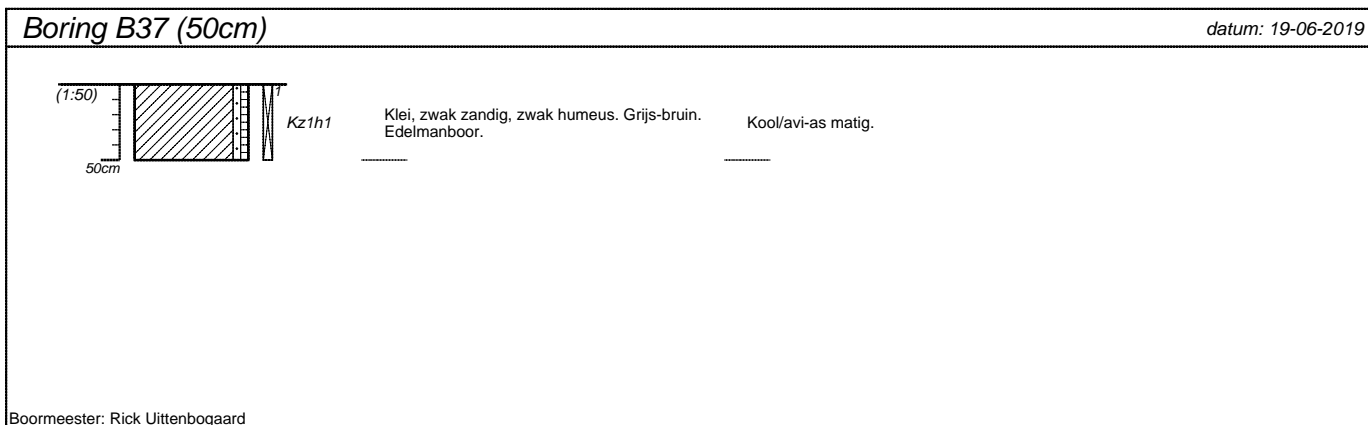 Boring B37 (50cm)
datum: 19-06-2019
(1:50)
1
Kz1h1
Klei, zwak zandig, zwak humeus. Grijs-bruin.
Edelmanboor.
Kool/avi-as matig.
50cm
Boormeester: Rick Uittenbogaard